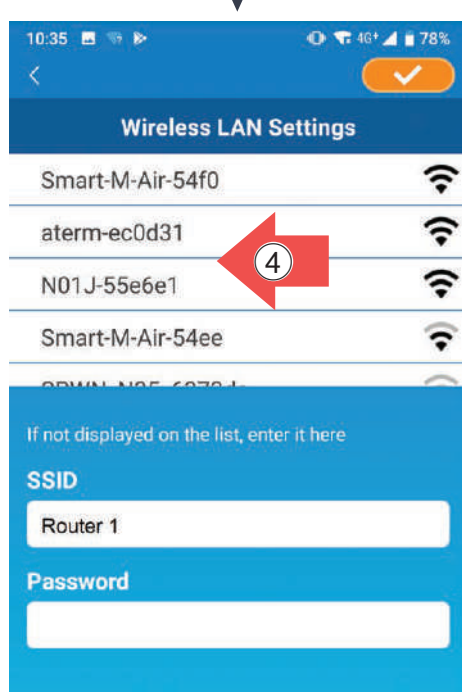 10:35 4G+ 78%
Wireless LAN Settings
Smart-M-Air-54f0
aterm-ec0d31
④
N01J-55e6e1
Smart-M-Air-54ee
If not displayed on the list, enter it here
SSID
Router 1
Password